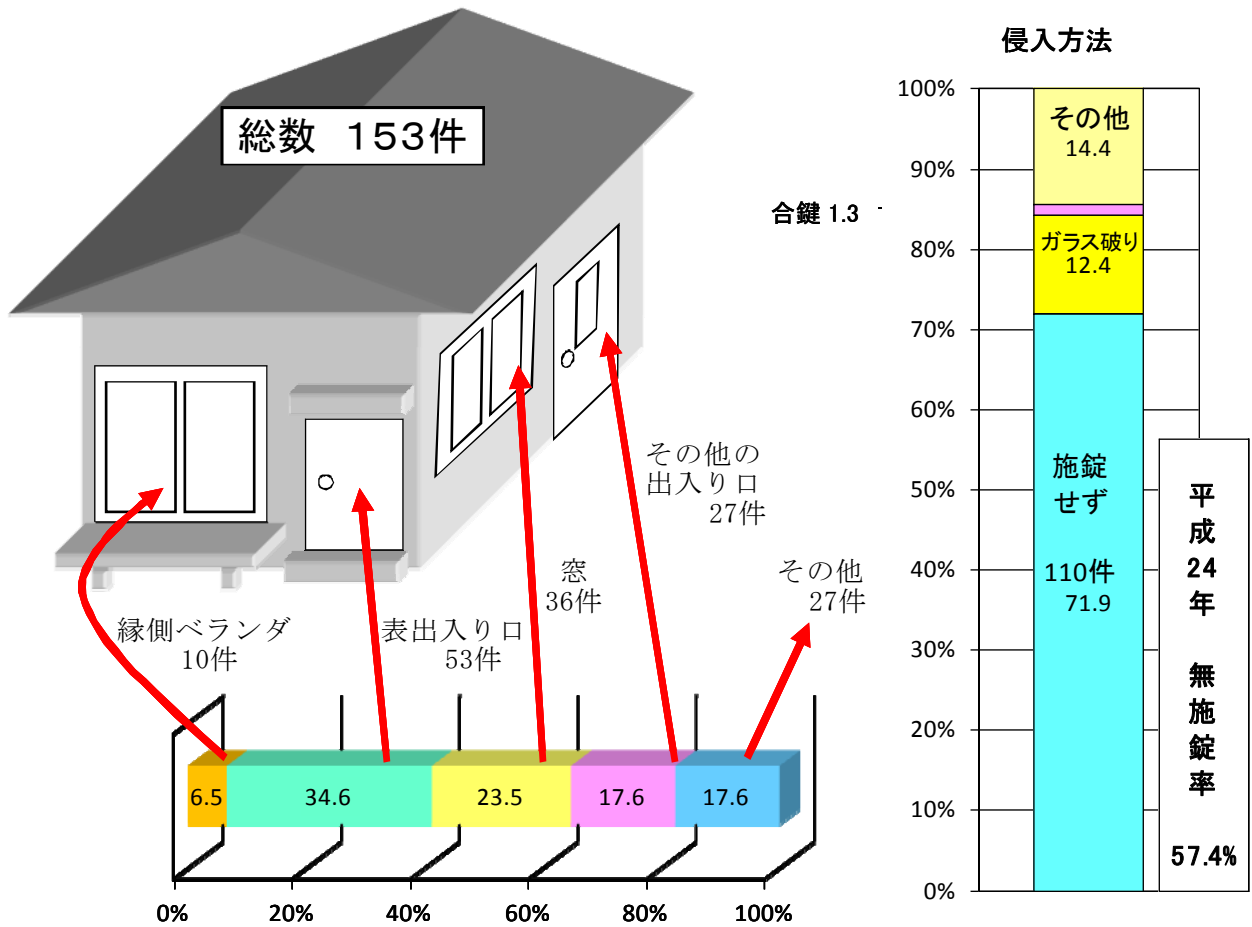 総数 153件
縁側ベランダ
10件
表出入り口
53件
窓
36件
その他の
出入り口
27件
その他
27件
6.5
34.6
23.5
17.6
17.6
0%
20%
40%
60%
80%
100%
侵入方法
100%
90%
80%
70%
60%
50%
40%
30%
20%
10%
0%
その他
14.4
合鍵 1.3
ガラス破り
12.4
施錠
せず
110件
71.9
平成24年 無施錠率
57.4%